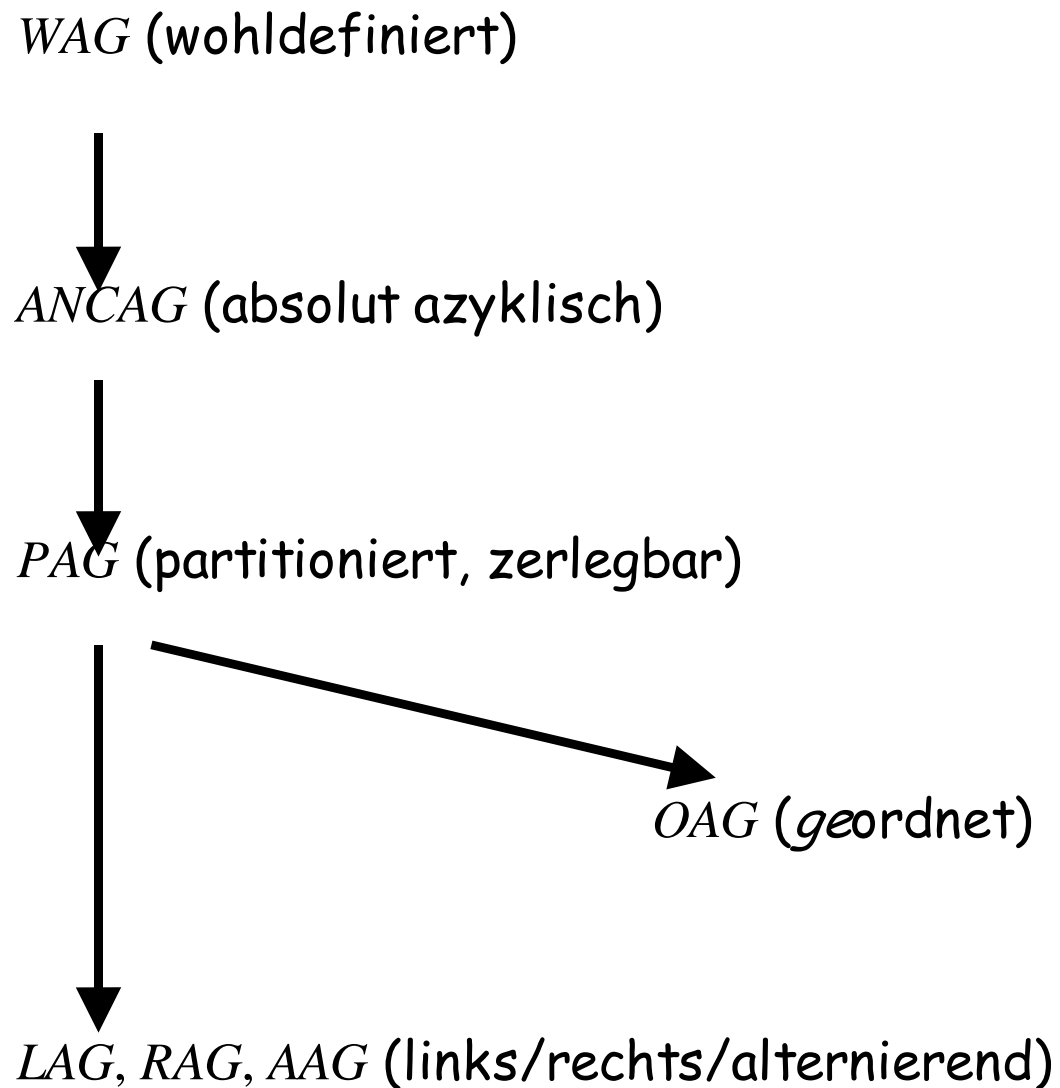 WAG (wohldefiniert)
ANCAG (absolut azyklisch)
PAG (partitioniert, zerlegbar)
OAG (geordnet)
LAG, RAG, AAG (links/rechts/alternierend)